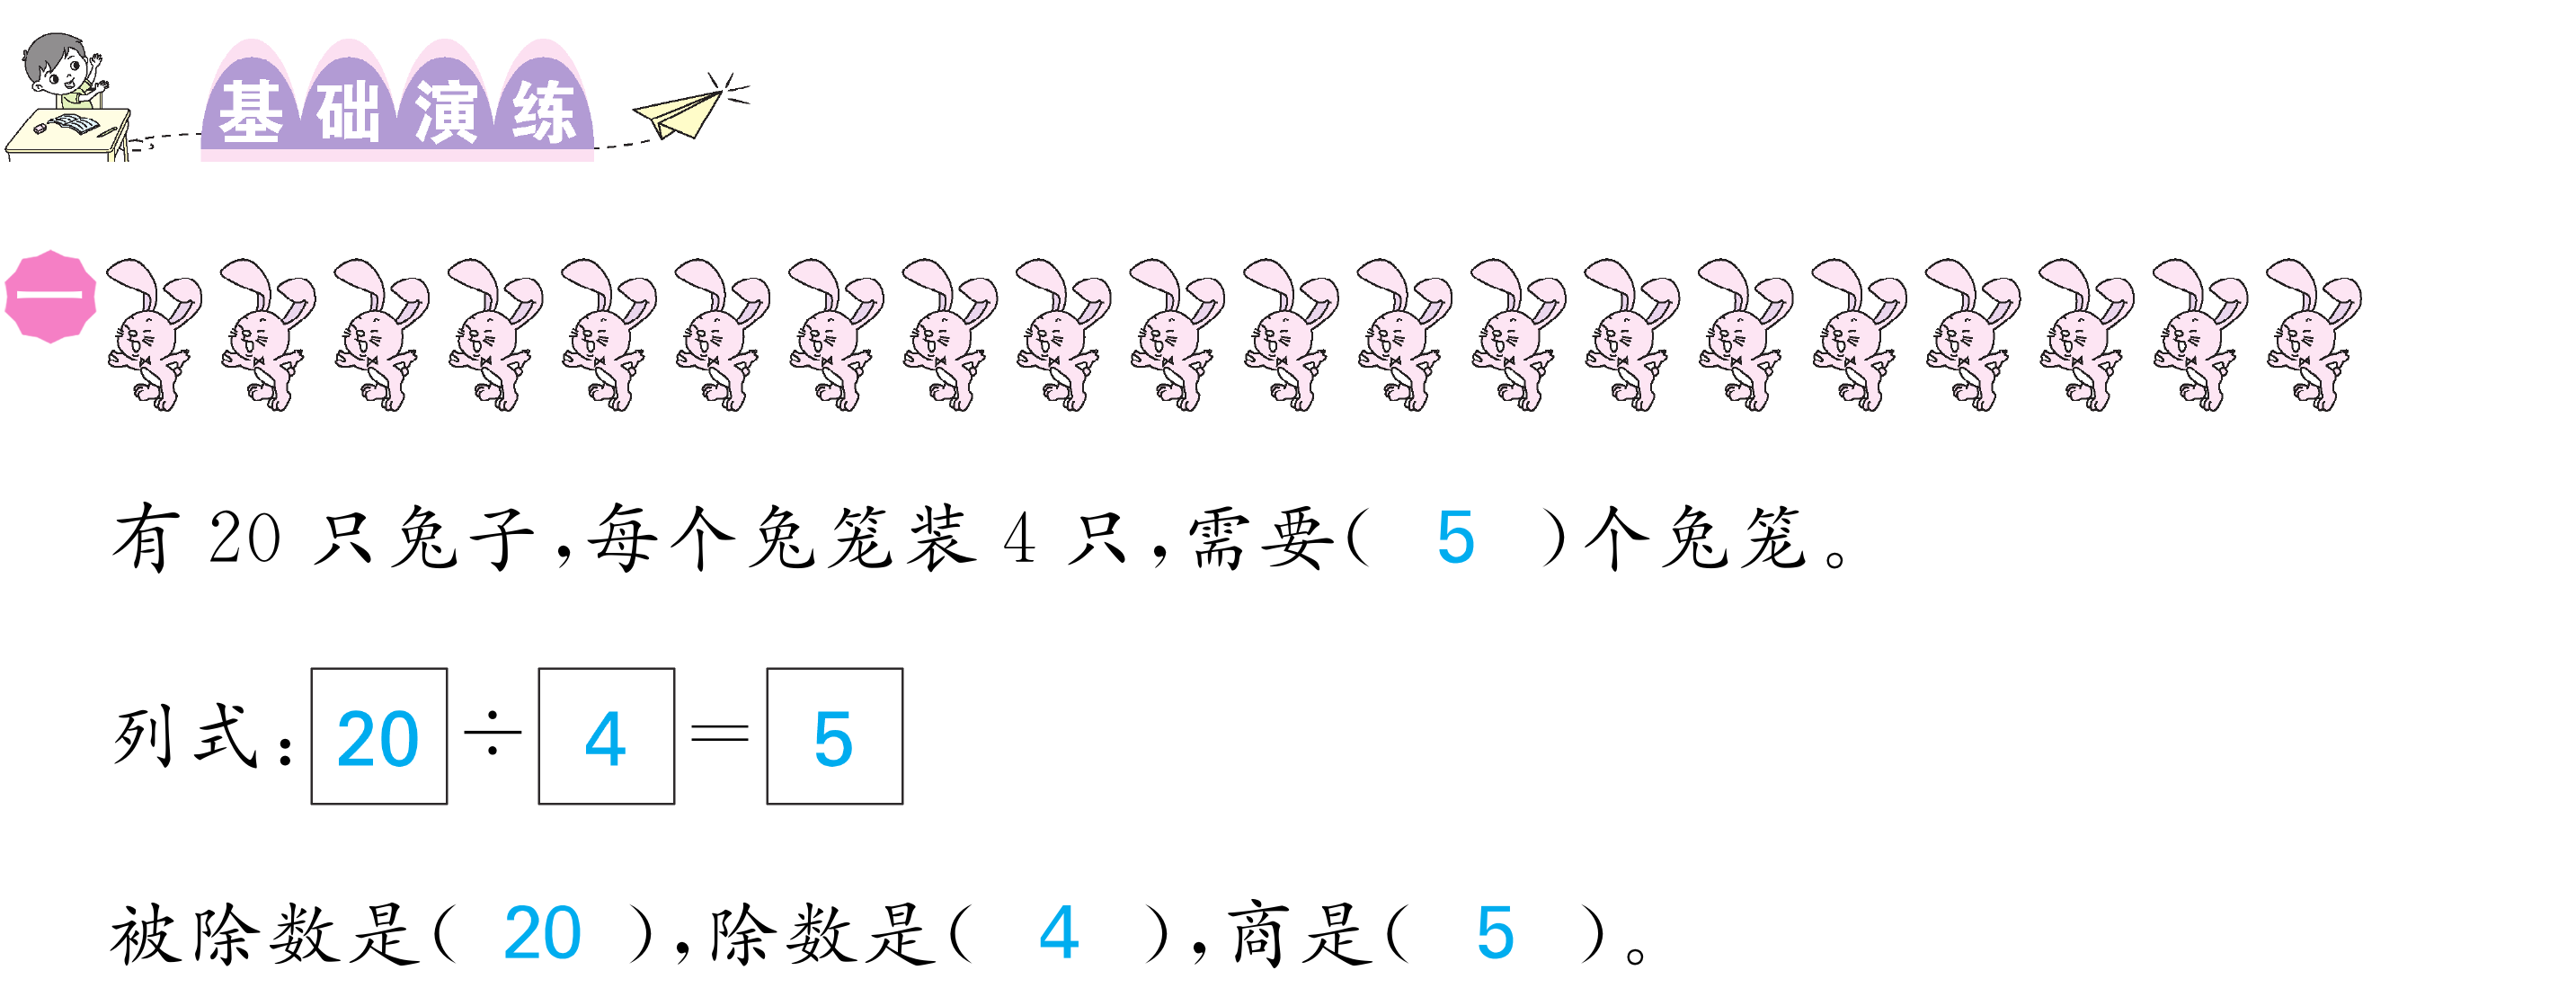 基础演练
一
有 20 只兔子,每个兔笼装 4 只,需要( 5 )个兔笼。
列式: 20 ÷ 4 = 5
被除数是( 20 ),除数是( 4 ),商是( 5 )。